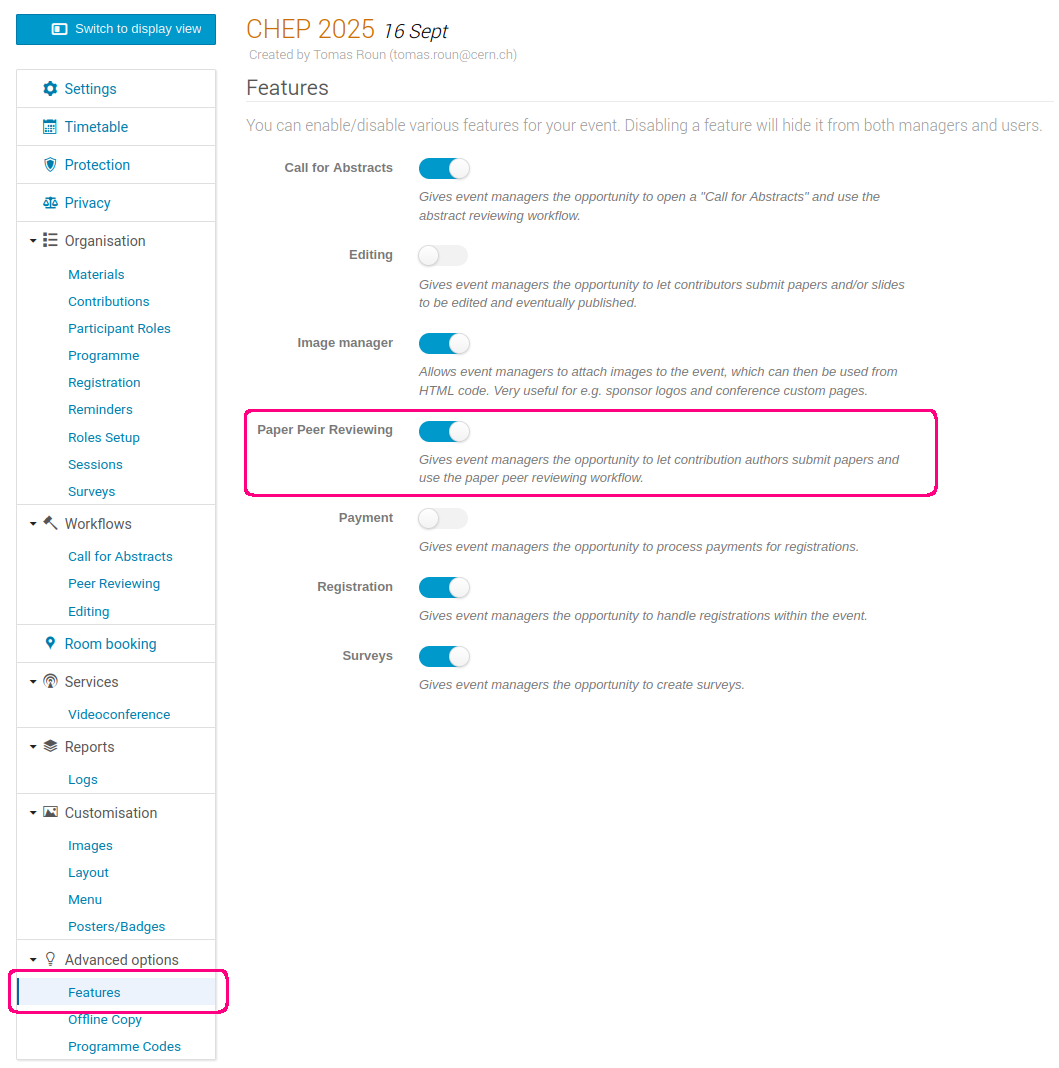 Switch to display view
Settings
Timetable
Protection
Privacy
Organisation
Materials
Contributions
Participant Roles
Programme
Registration
Reminders
Roles Setup
Sessions
Surveys
Workflows
Call for Abstracts
Peer Reviewing
Editing
Room booking
Services
Videoconference
Reports
Logs
Customisation
Images
Layout
Menu
Posters/Badges
Advanced options
Features
Offline Copy
Programme Codes
CHEP 2025 16 Sept
Created by Tomas Roun (tomas.roun@cern.ch)
Features
You can enable/disable various features for your event. Disabling a feature will hide it from both managers and users.
Call for Abstracts
Gives event managers the opportunity to open a "Call for Abstracts" and use the
abstract reviewing workflow.
Editing
Gives event managers the opportunity to let contributors submit papers and/or slides
to be edited and eventually published.
Image manager
Allows event managers to attach images to the event, which can then be used from
HTML code. Very useful for e.g. sponsor logos and conference custom pages.
Paper Peer Reviewing
Gives event managers the opportunity to let contribution authors submit papers and
use the paper peer reviewing workflow.
Payment
Gives event managers the opportunity to process payments for registrations.
Registration
Gives event managers the opportunity to handle registrations within the event.
Surveys
Gives event managers the opportunity to create surveys.